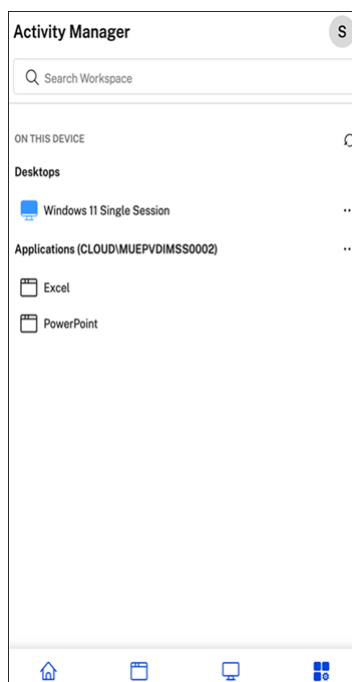 Activity Manager
S
Search Workspace
ON THIS DEVICE
Desktops
Windows 11 Single Session
Applications (CLOUD\MUEPVDIMSS0002)
Excel
PowerPoint